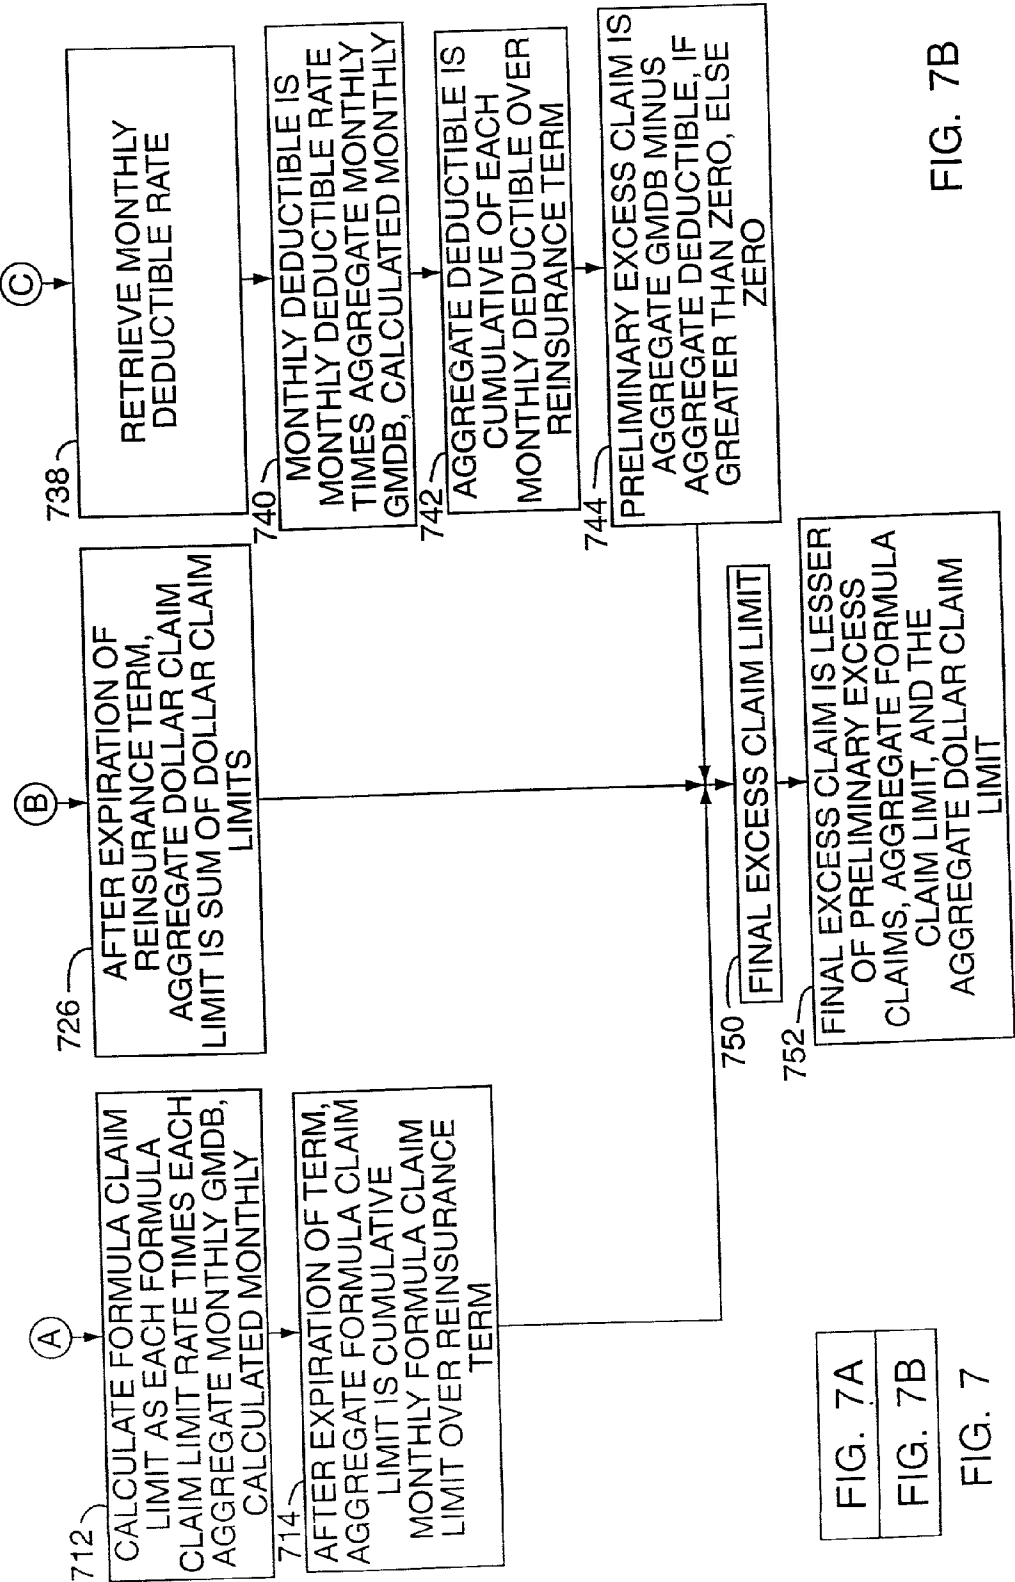 A
712
CALCULATE FORMULA CLAIM
LIMIT AS EACH FORMULA
CLAIM LIMIT RATE TIMES EACH
AGGREGATE MONTHLY GMDB,
CALCULATED MONTHLY
714
AFTER EXPIRATION OF TERM,
AGGREGATE FORMULA CLAIM
LIMIT IS CUMULATIVE
MONTHLY FORMULA CLAIM
LIMIT OVER REINSURANCE
TERM
B
726
AFTER EXPIRATION OF
REINSURANCE TERM,
AGGREGATE DOLLAR CLAIM
LIMIT IS SUM OF DOLLAR CLAIM
LIMITS
C
738
RETRIEVE MONTHLY
DEDUCTIBLE RATE
740
MONTHLY DEDUCTIBLE IS
MONTHLY DEDUCTIBLE RATE
TIMES AGGREGATE MONTHLY
GMDB, CALCULATED MONTHLY
742
AGGREGATE DEDUCTIBLE IS
CUMULATIVE OF EACH
MONTHLY DEDUCTIBLE OVER
REINSURANCE TERM
744
PRELIMINARY EXCESS CLAIM IS
AGGREGATE GMDB MINUS
AGGREGATE DEDUCTIBLE, IF
GREATER THAN ZERO, ELSE
ZERO
750
FINAL EXCESS CLAIM LIMIT
752
FINAL EXCESS CLAIM IS LESSER
OF PRELIMINARY EXCESS
CLAIMS, AGGREGATE FORMULA
CLAIM LIMIT, AND THE
AGGREGATE DOLLAR CLAIM
LIMIT
FIG. 7A
FIG. 7B
FIG. 7
FIG. 7B